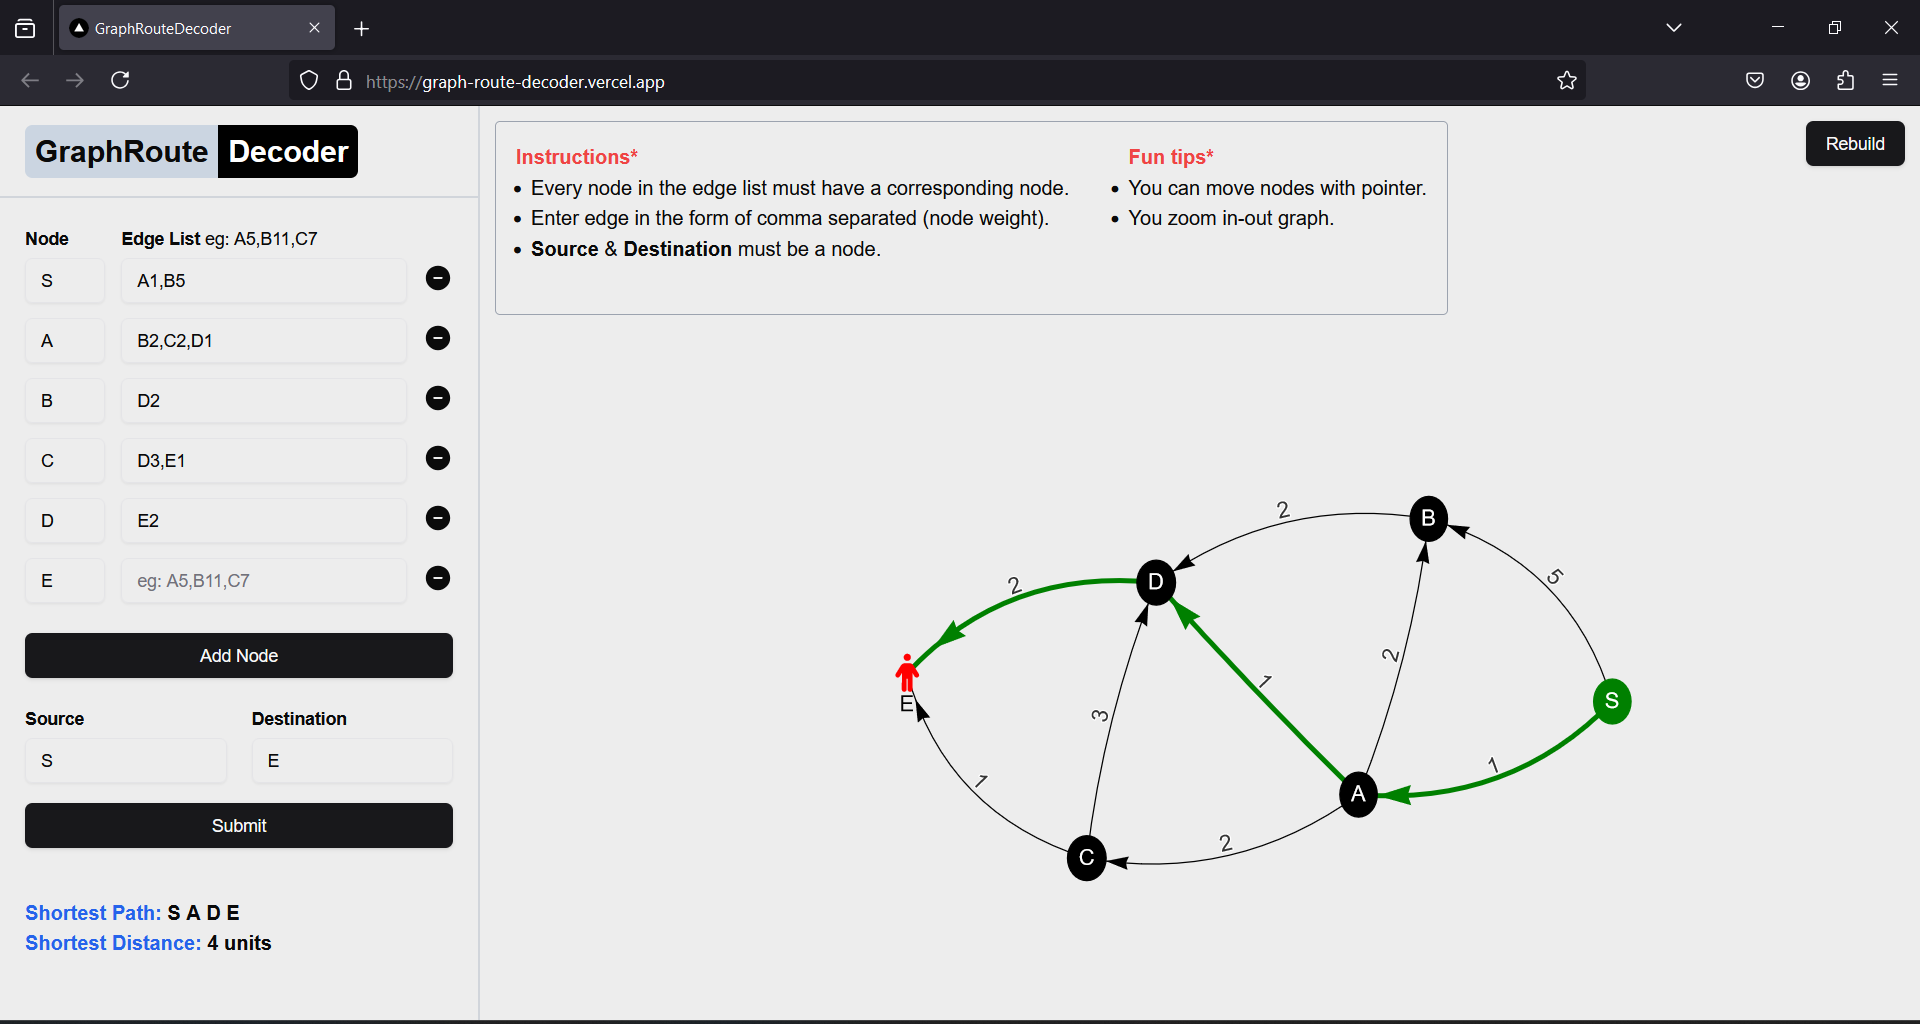 GraphRouteDecoder
https://graph-route-decoder.vercel.app
GraphRoute Decoder
Node Edge List eg: A5,B11,C7
S A1,B5
A B2,C2,D1
B D2
C D3,E1
D E2
E eg: A5,B11,C7
Add Node
Source Destination
S E
Submit
Shortest Path: S A D E
Shortest Distance: 4 units
Instructions*
Every node in the edge list must have a corresponding node.
Enter edge in the form of comma separated (node weight).
Source & Destination must be a node.
Fun tips*
You can move nodes with pointer.
You zoom in-out graph.
Rebuild
2
B
5
D
2
2
1
E
3
S
1
1
A
2
C